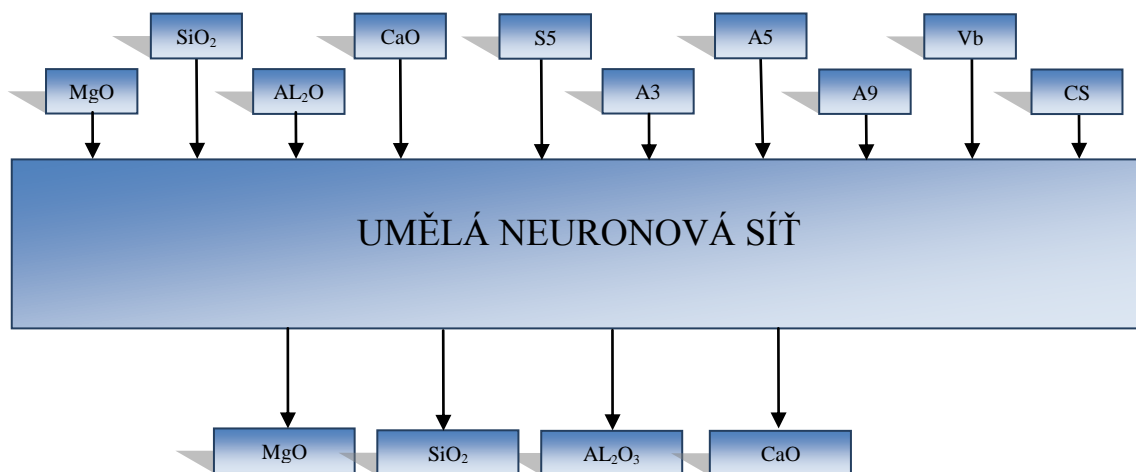 SiO₂ CaO S5 A5 Vb
MgO AL₂O A3 A9 CS
UMĚLÁ NEURONOVÁ SÍŤ
MgO SiO₂ AL₂O₃ CaO